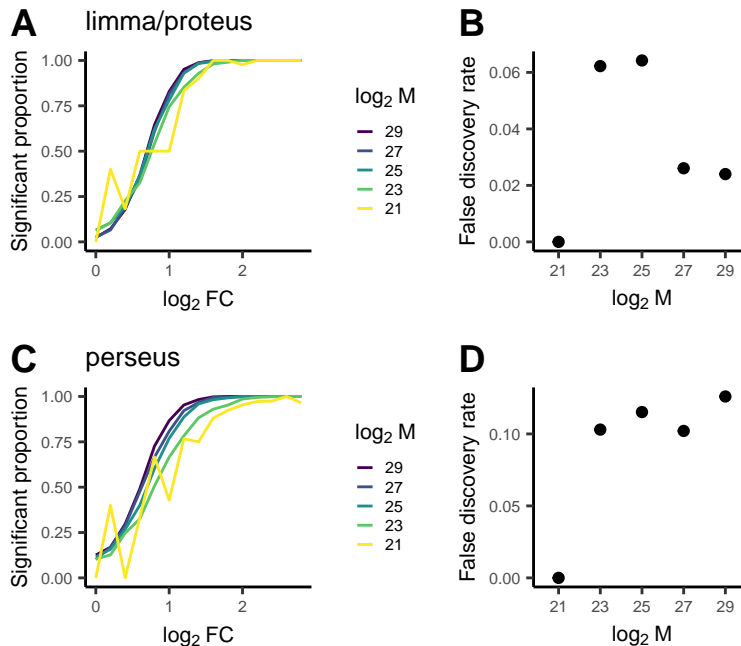 A limma/proteus
1.00
0.75
0.50
0.25
0.00
Significant proportion
0 1 2
log₂ FC
log₂ M
29
27
25
23
21
B
0.06
0.04
0.02
0.00
False discovery rate
21 23 25 27 29
log₂ M
C perseus
1.00
0.75
0.50
0.25
0.00
Significant proportion
0 1 2
log₂ FC
log₂ M
29
27
25
23
21
D
0.10
0.05
0.00
False discovery rate
21 23 25 27 29
log₂ M